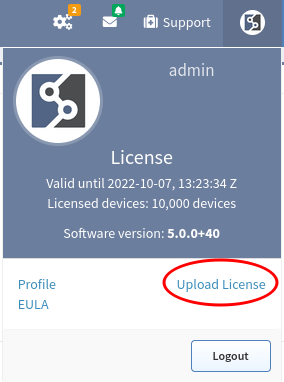 2
Support
admin
License
Valid until 2022-10-07, 13:23:34 Z
Licensed devices: 10,000 devices
Software version: 5.0.0+40
Profile
Upload License
EULA
Logout